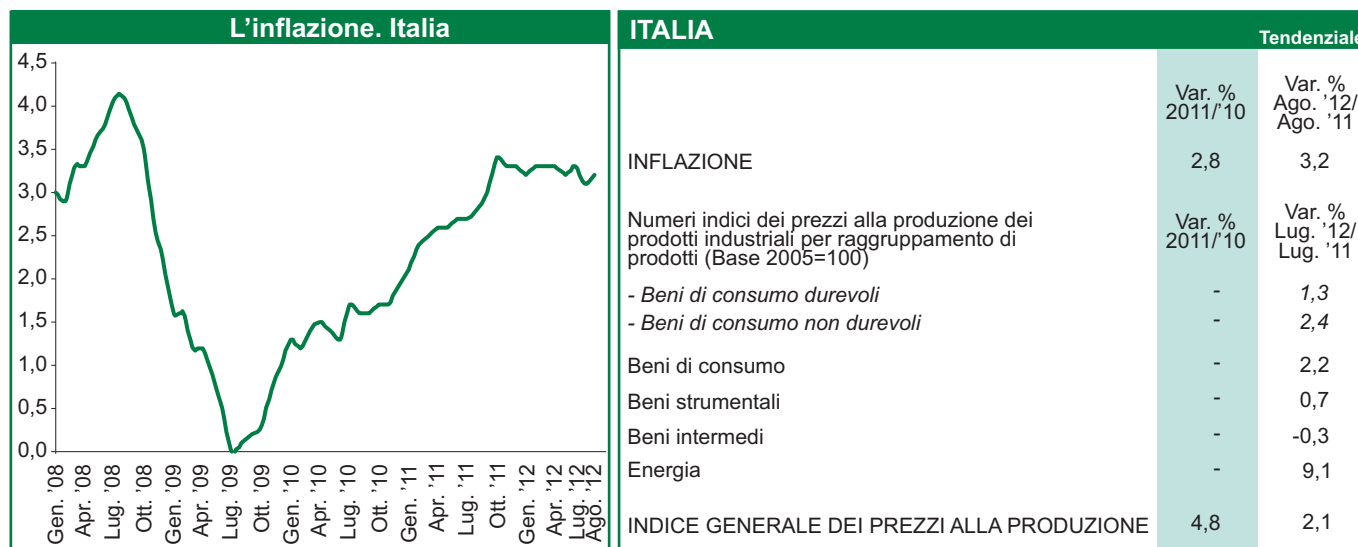 L'inflazione. Italia
4,5
4,0
3,5
3,0
2,5
2,0
1,5
1,0
0,5
0,0
Gen. '08
Apr. '08
Lug. '08
Ott. '08
Gen. '09
Apr. '09
Lug. '09
Ott. '09
Gen. '10
Apr. '10
Lug. '10
Ott. '10
Gen. '11
Apr. '11
Lug. '11
Ott. '11
Gen. '12
Apr. '12
Lug. '12
Ago. '12
ITALIA
Tendenziale
Var. %
2011/'10
Var. %
Ago. '12/
Ago. '11
INFLAZIONE 2,8 3,2
Numeri indici dei prezzi alla produzione dei
prodotti industriali per raggruppamento di
prodotti (Base 2005=100)
Var. %
2011/'10
Var. %
Lug. '12/
Lug. '11
- Beni di consumo durevoli - 1,3
- Beni di consumo non durevoli - 2,4
Beni di consumo - 2,2
Beni strumentali - 0,7
Beni intermedi - -0,3
Energia - 9,1
INDICE GENERALE DEI PREZZI ALLA PRODUZIONE 4,8 2,1